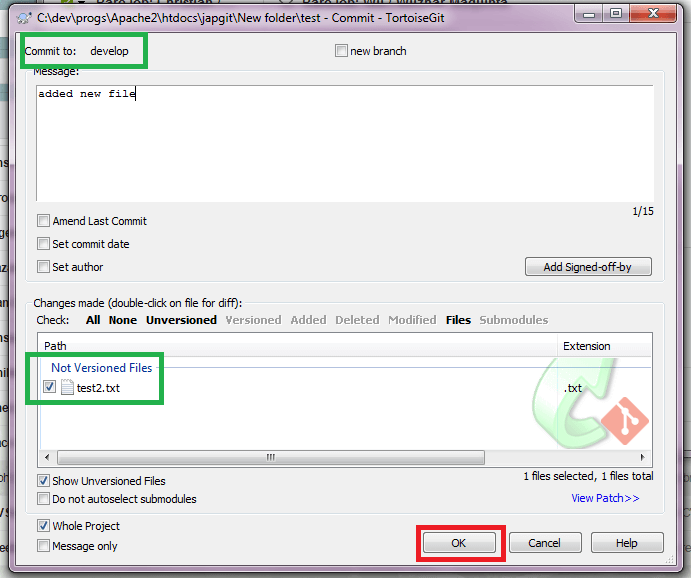 C:\dev\progs\Apache2\htdocs\japgit\New folder\test - Commit - TortoiseGit
Commit to: develop
new branch
Message:
added new file
1/15
Amend Last Commit
Set commit date
Set author
Add Signed-off-by
Changes made (double-click on file for diff):
Check: All None Unversioned Versioned Added Deleted Modified Files Submodules
Path Extension
Not Versioned Files
test2.txt .txt
Show Unversioned Files
1 files selected, 1 files total
Do not autoselect submodules
View Patch>>
Whole Project
Message only
OK Cancel Help